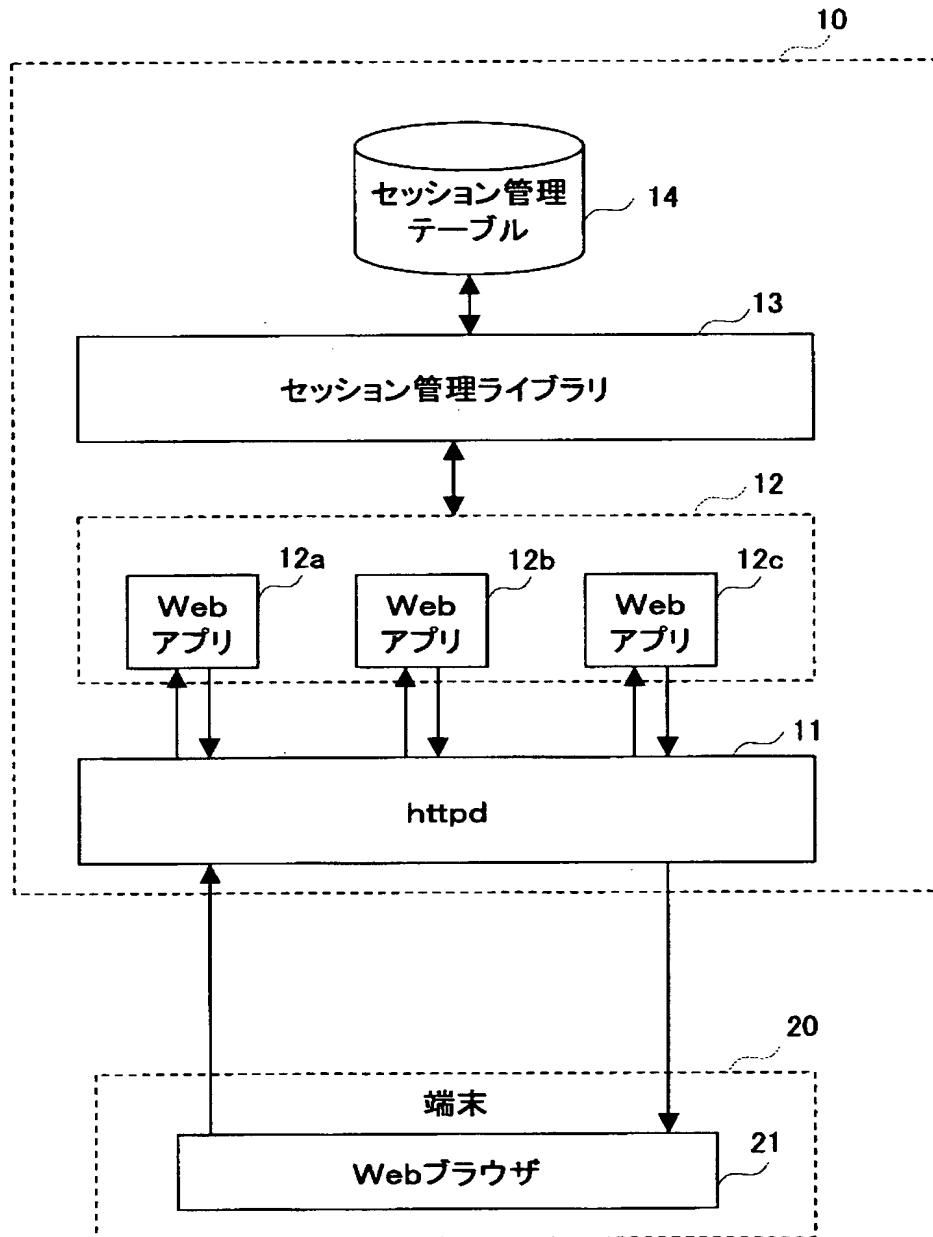 10
セッション管理
テーブル
14
13
セッション管理ライブラリ
12
12a
12b
12c
Web
アプリ
Web
アプリ
Web
アプリ
11
httpd
20
端末
21
Webブラウザ